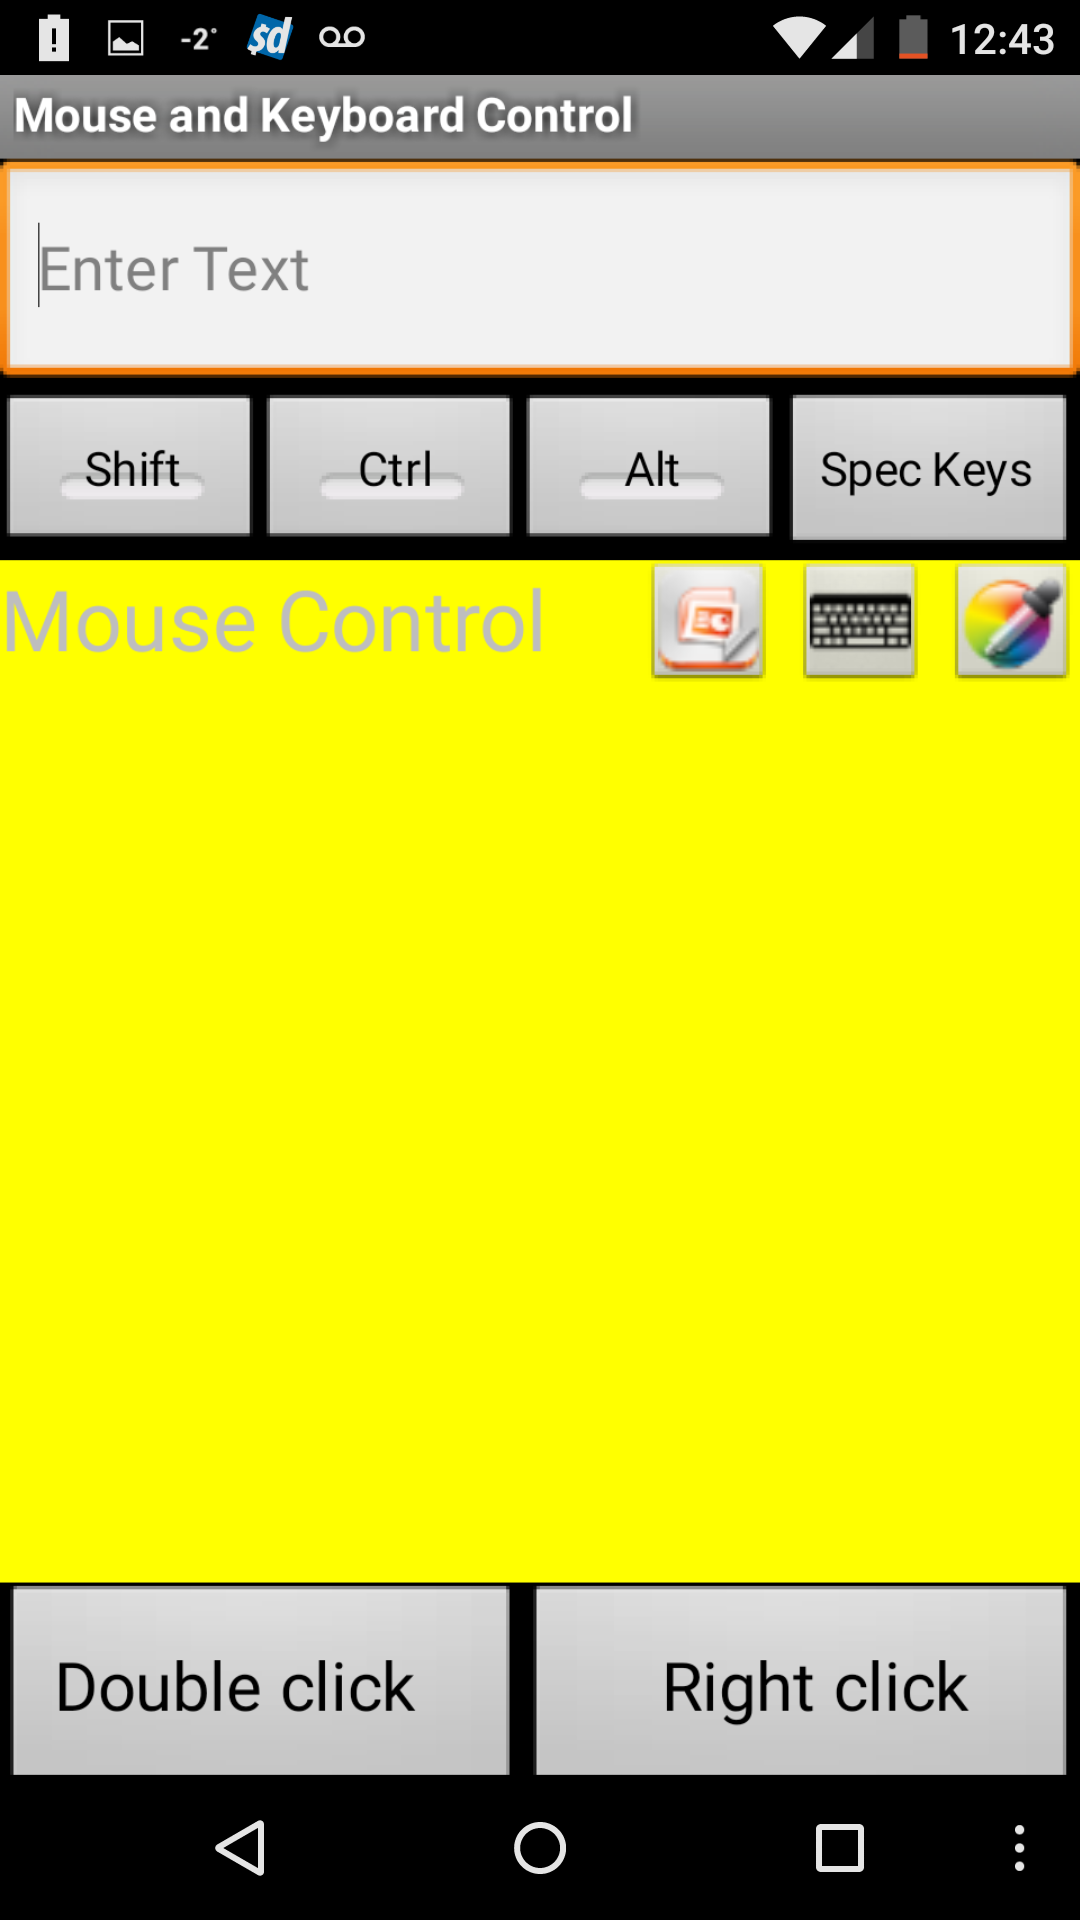 -2° $d 12:43
Mouse and Keyboard Control
Enter Text
Shift Ctrl Alt Spec Keys
Mouse Control
Double click Right click